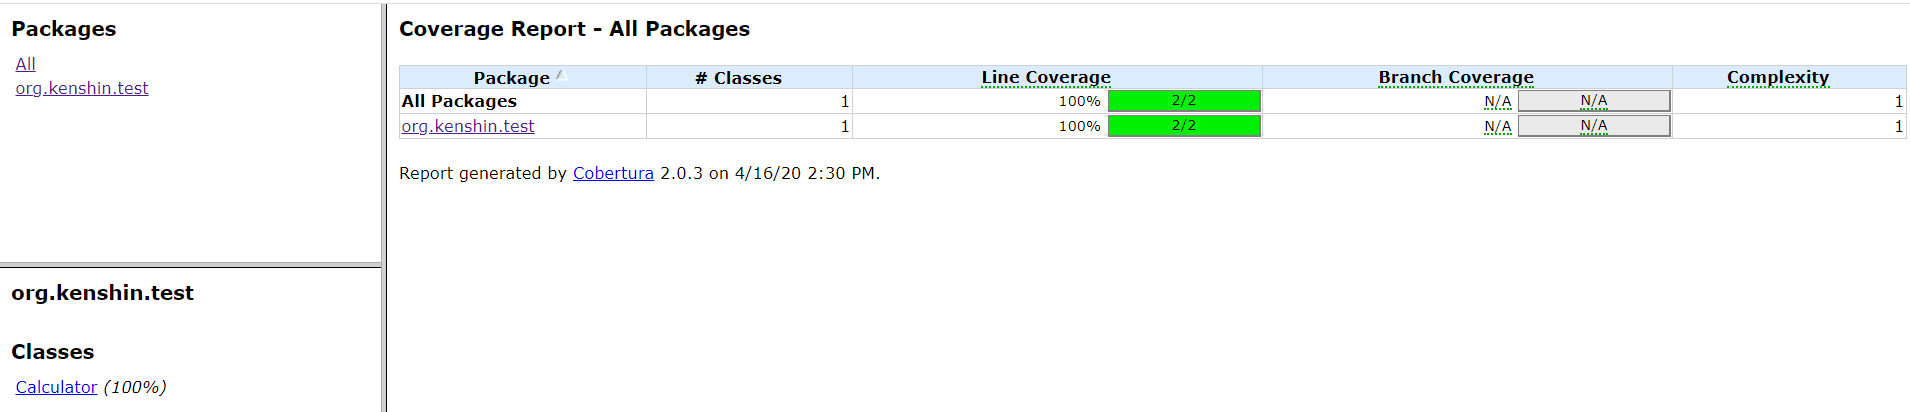 Packages
All
org.kenshin.test
org.kenshin.test
Classes
Calculator (100%)
Coverage Report - All Packages
Package # Classes Line Coverage Branch Coverage Complexity
All Packages 1 100% 2/2 N/A N/A 1
org.kenshin.test 1 100% 2/2 N/A N/A 1
Report generated by Cobertura 2.0.3 on 4/16/20 2:30 PM.